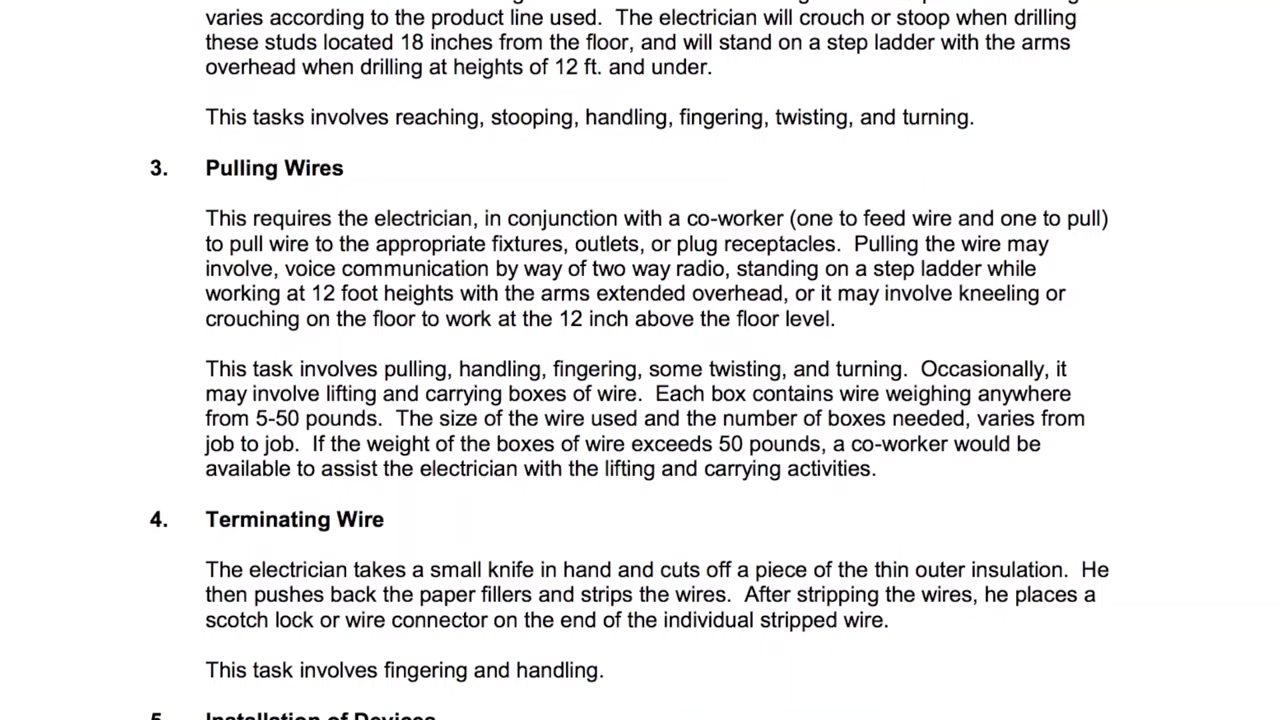 varies according to the product line used. The electrician will crouch or stoop when drilling
these studs located 18 inches from the floor, and will stand on a step ladder with the arms
overhead when drilling at heights of 12 ft. and under.
This tasks involves reaching, stooping, handling, fingering, twisting, and turning.
3. Pulling Wires
This requires the electrician, in conjunction with a co-worker (one to feed wire and one to pull)
to pull wire to the appropriate fixtures, outlets, or plug receptacles. Pulling the wire may
involve, voice communication by way of two way radio, standing on a step ladder while
working at 12 foot heights with the arms extended overhead, or it may involve kneeling or
crouching on the floor to work at the 12 inch above the floor level.
This task involves pulling, handling, fingering, some twisting, and turning. Occasionally, it
may involve lifting and carrying boxes of wire. Each box contains wire weighing anywhere
from 5-50 pounds. The size of the wire used and the number of boxes needed, varies from
job to job. If the weight of the boxes of wire exceeds 50 pounds, a co-worker would be
available to assist the electrician with the lifting and carrying activities.
4. Terminating Wire
The electrician takes a small knife in hand and cuts off a piece of the thin outer insulation. He
then pushes back the paper fillers and strips the wires. After stripping the wires, he places a
scotch lock or wire connector on the end of the individual stripped wire.
This task involves fingering and handling.
5. Installation of Devices